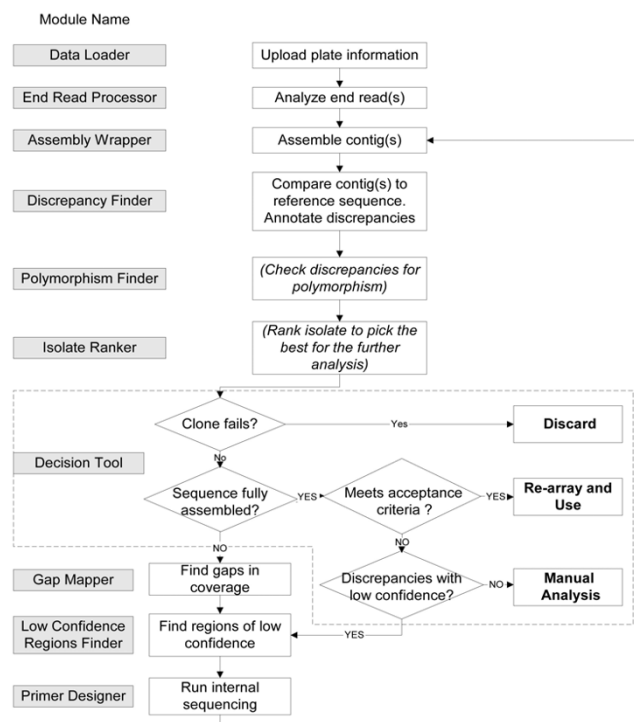 Module Name
Data Loader
Upload plate information
End Read Processor
Analyze end read(s)
Assembly Wrapper
Assemble contig(s)
Discrepancy Finder
Compare contig(s) to
reference sequence.
Annotate discrepancies
Polymorphism Finder
(Check discrepancies for
polymorphism)
Isolate Ranker
(Rank isolate to pick the
best for the further
analysis)
Clone fails?
Yes
Discard
No
Decision Tool
Sequence fully
assembled?
YES
Meets acceptance
criteria ?
YES
Re-array and
Use
NO
NO
Gap Mapper
Find gaps in
coverage
Discrepancies with
low confidence?
NO
Manual
Analysis
Low Confidence
Regions Finder
Find regions of low
confidence
YES
Primer Designer
Run internal
sequencing